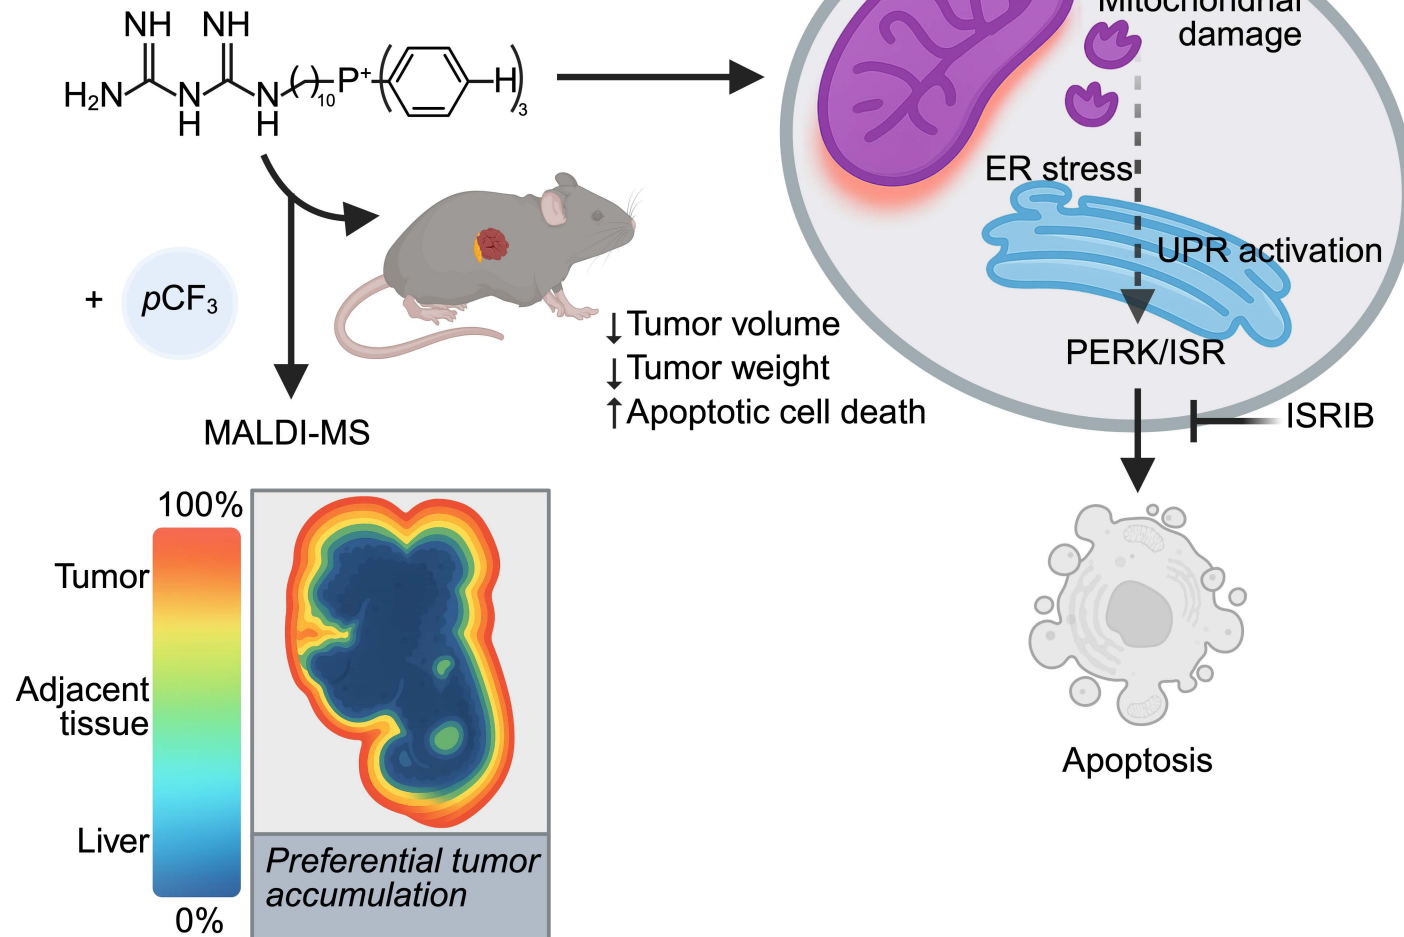 NH NH
H₂N N N ( )₁₀ P⁺ ( H )₃
H H
Mitochondrial
damage
ER stress
UPR activation
PERK/ISR
ISRIB
Apoptosis
+ pCF₃
↓Tumor volume
↓Tumor weight
↑Apoptotic cell death
MALDI-MS
100%
Tumor
Adjacent
tissue
Liver
0%
Preferential tumor
accumulation